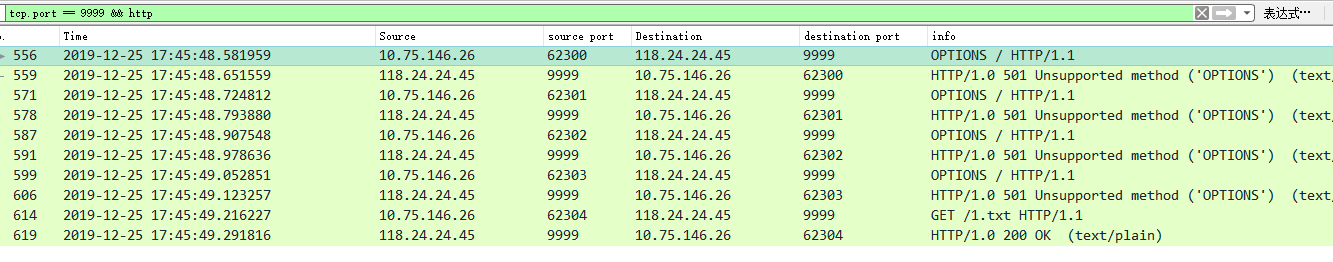 tcp.port == 9999 && http 表达式…
. Time Source source port Destination destination port info
556 2019-12-25 17:45:48.581959 10.75.146.26 62300 118.24.24.45 9999 OPTIONS / HTTP/1.1
559 2019-12-25 17:45:48.651559 118.24.24.45 9999 10.75.146.26 62300 HTTP/1.0 501 Unsupported method ('OPTIONS') (text/
571 2019-12-25 17:45:48.724812 10.75.146.26 62301 118.24.24.45 9999 OPTIONS / HTTP/1.1
578 2019-12-25 17:45:48.793880 118.24.24.45 9999 10.75.146.26 62301 HTTP/1.0 501 Unsupported method ('OPTIONS') (text/
587 2019-12-25 17:45:48.907548 10.75.146.26 62302 118.24.24.45 9999 OPTIONS / HTTP/1.1
591 2019-12-25 17:45:48.978636 118.24.24.45 9999 10.75.146.26 62302 HTTP/1.0 501 Unsupported method ('OPTIONS') (text/
599 2019-12-25 17:45:49.052851 10.75.146.26 62303 118.24.24.45 9999 OPTIONS / HTTP/1.1
606 2019-12-25 17:45:49.123257 118.24.24.45 9999 10.75.146.26 62303 HTTP/1.0 501 Unsupported method ('OPTIONS') (text/
614 2019-12-25 17:45:49.216227 10.75.146.26 62304 118.24.24.45 9999 GET /1.txt HTTP/1.1
619 2019-12-25 17:45:49.291816 118.24.24.45 9999 10.75.146.26 62304 HTTP/1.0 200 OK (text/plain)